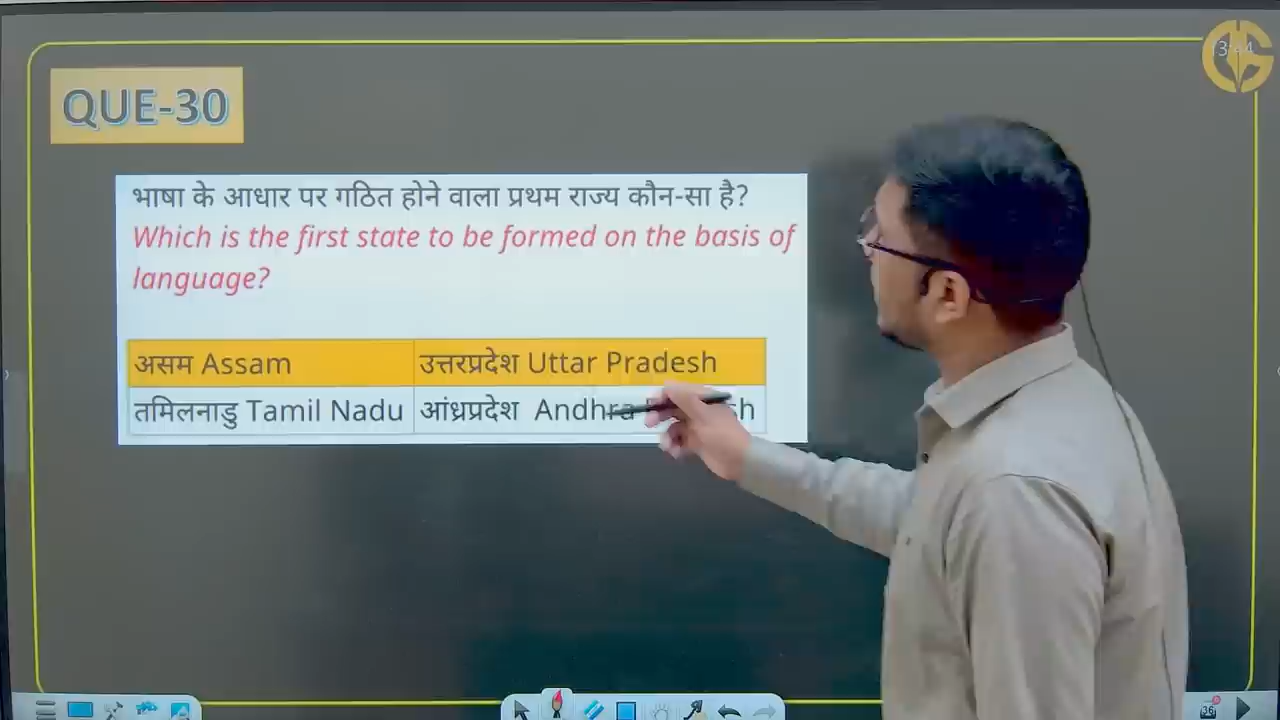 QUE-30
भाषा के आधार पर गठित होने वाला प्रथम राज्य कौन-सा है?
Which is the first state to be formed on the basis of
language?
असम Assam
उत्तरप्रदेश Uttar Pradesh
तमिलनाडु Tamil Nadu
आंध्रप्रदेश Andhra
36